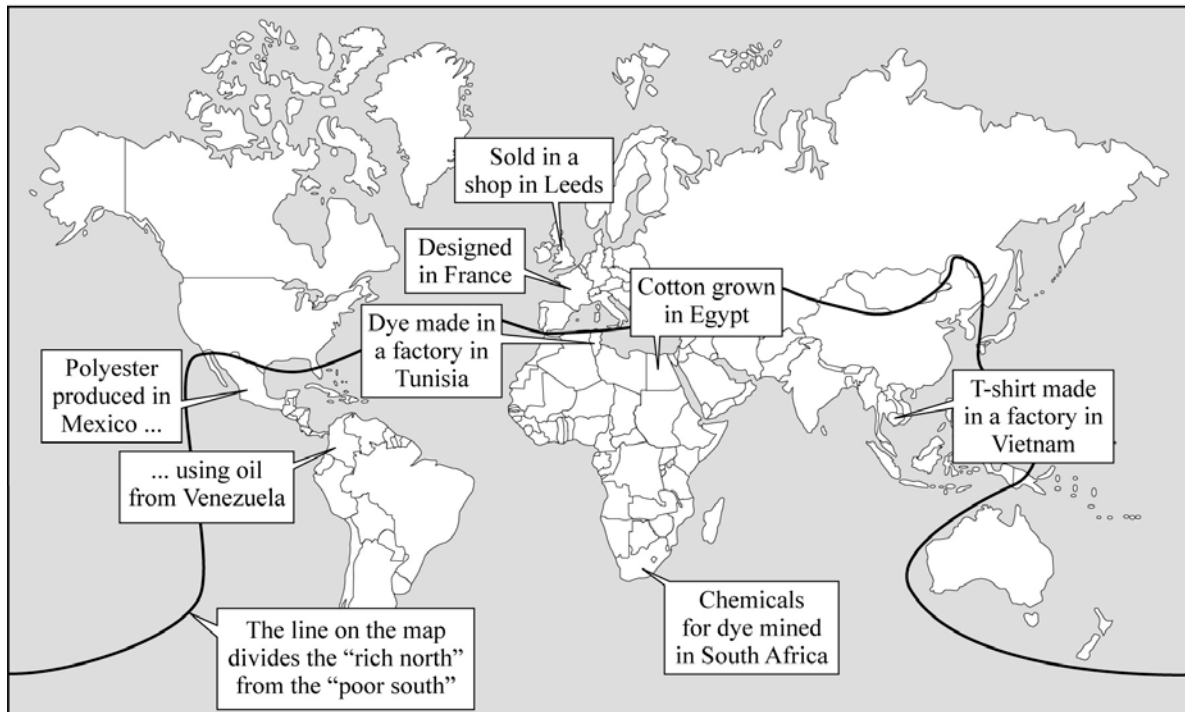 Sold in a
shop in Leeds
Designed
in France
Cotton grown
in Egypt
Dye made in
a factory in
Tunisia
Polyester
produced in
Mexico ...
T-shirt made
in a factory in
Vietnam
... using oil
from Venezuela
Chemicals
for dye mined
in South Africa
The line on the map
divides the “rich north”
from the “poor south”